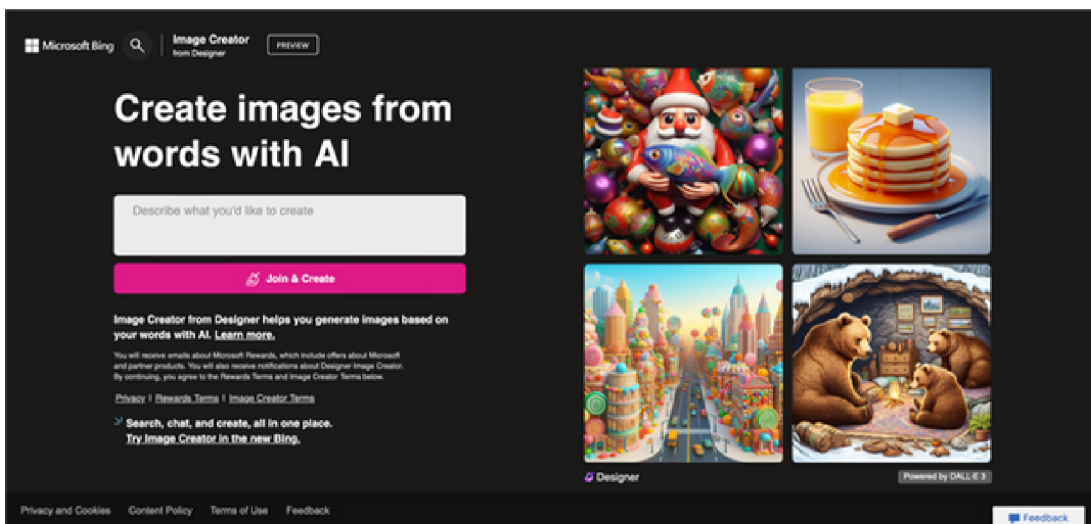 Microsoft Bing
Image Creator
from Designer
PREVIEW
Create images from
words with AI
Describe what you'd like to create
Join & Create
Image Creator from Designer helps you generate images based on
your words with AI. Learn more.
You will receive emails about Microsoft Rewards, which include offers about Microsoft
and partner products. You will also receive notifications about Designer Image Creator.
By continuing, you agree to the Rewards Terms and Image Creator Terms below.
Privacy | Rewards Terms | Image Creator Terms
Search, chat, and create, all in one place.
Try Image Creator in the new Bing.
Designer
Powered by DALL·E 3
Privacy and Cookies Content Policy Terms of Use Feedback
Feedback